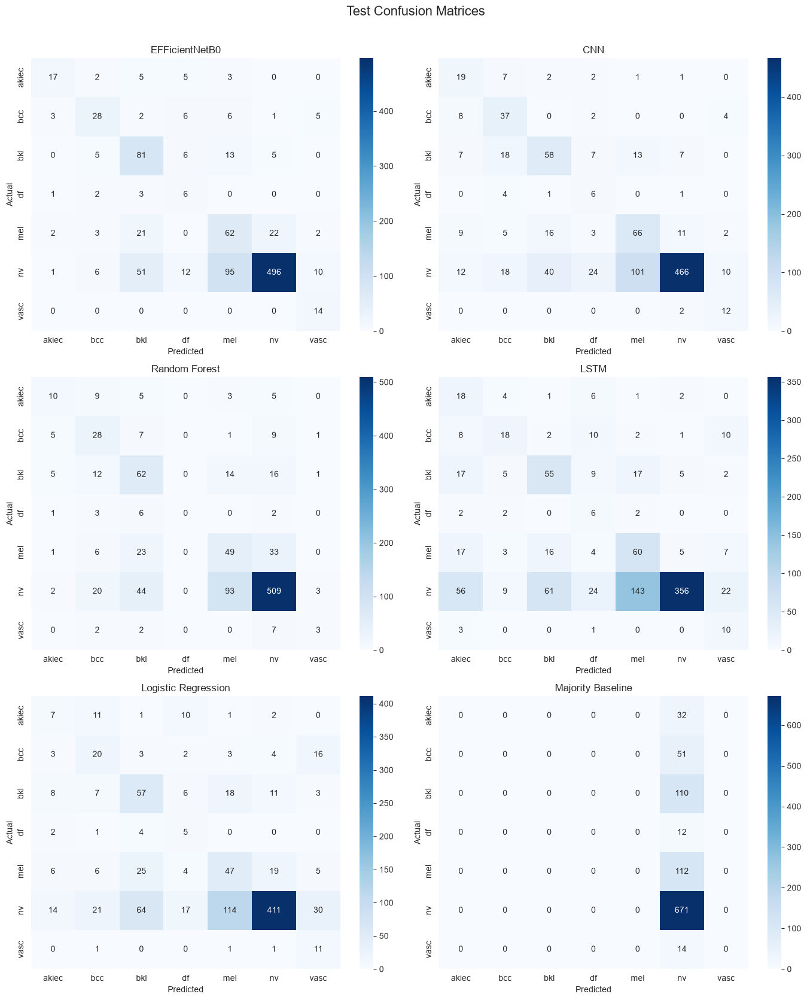 Test Confusion Matrices
EFFicientNetB0
akiec 17 2 5 5 3 0 0
bcc 3 28 2 6 6 1 5
bkl 0 5 81 6 13 5 0
df 1 2 3 6 0 0 0
mel 2 3 21 0 62 22 2
nv 1 6 51 12 95 496 10
vasc 0 0 0 0 0 0 14
Actual
akiec bcc bkl df mel nv vasc
Predicted
400
300
200
100
0
CNN
akiec 19 7 2 2 1 1 0
bcc 8 37 0 2 0 0 4
bkl 7 18 58 7 13 7 0
df 0 4 1 6 0 1 0
mel 9 5 16 3 66 11 2
nv 12 18 40 24 101 466 10
vasc 0 0 0 0 0 2 12
Actual
akiec bcc bkl df mel nv vasc
Predicted
400
300
200
100
0
Random Forest
akiec 10 9 5 0 3 5 0
bcc 5 28 7 0 1 9 1
bkl 5 12 62 0 14 16 1
df 1 3 6 0 0 2 0
mel 1 6 23 0 49 33 0
nv 2 20 44 0 93 509 3
vasc 0 2 2 0 0 7 3
Actual
akiec bcc bkl df mel nv vasc
Predicted
500
400
300
200
100
0
LSTM
akiec 18 4 1 6 1 2 0
bcc 8 18 2 10 2 1 10
bkl 17 5 55 9 17 5 2
df 2 2 0 6 2 0 0
mel 17 3 16 4 60 5 7
nv 56 9 61 24 143 356 22
vasc 3 0 0 1 0 0 10
Actual
akiec bcc bkl df mel nv vasc
Predicted
350
300
250
200
150
100
50
0
Logistic Regression
akiec 7 11 1 10 1 2 0
bcc 3 20 3 2 3 4 16
bkl 8 7 57 6 18 11 3
df 2 1 4 5 0 0 0
mel 6 6 25 4 47 19 5
nv 14 21 64 17 114 411 30
vasc 0 1 0 0 1 1 11
Actual
akiec bcc bkl df mel nv vasc
Predicted
400
350
300
250
200
150
100
50
0
Majority Baseline
akiec 0 0 0 0 0 32 0
bcc 0 0 0 0 0 51 0
bkl 0 0 0 0 0 110 0
df 0 0 0 0 0 12 0
mel 0 0 0 0 0 112 0
nv 0 0 0 0 0 671 0
vasc 0 0 0 0 0 14 0
Actual
akiec bcc bkl df mel nv vasc
Predicted
600
500
400
300
200
100
0